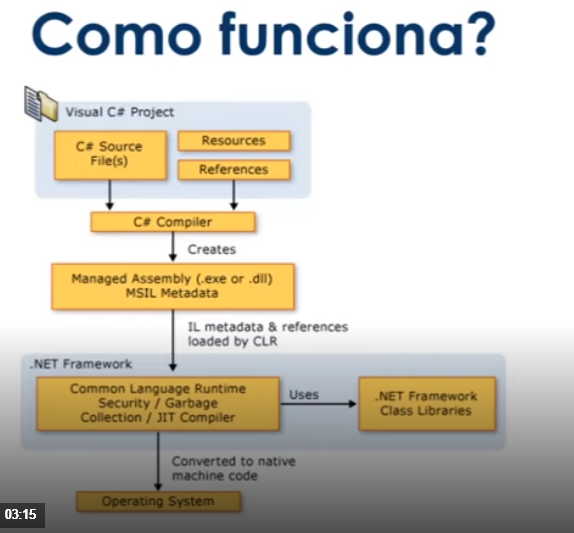 Como funciona?
Visual C# Project
C# Source
File(s)
Resources
References
C# Compiler
Creates
Managed Assembly (.exe or .dll)
MSIL Metadata
IL metadata & references
loaded by CLR
.NET Framework
Common Language Runtime
Security / Garbage
Collection / JIT Compiler
Uses
.NET Framework
Class Libraries
Converted to native
machine code
Operating System
03:15